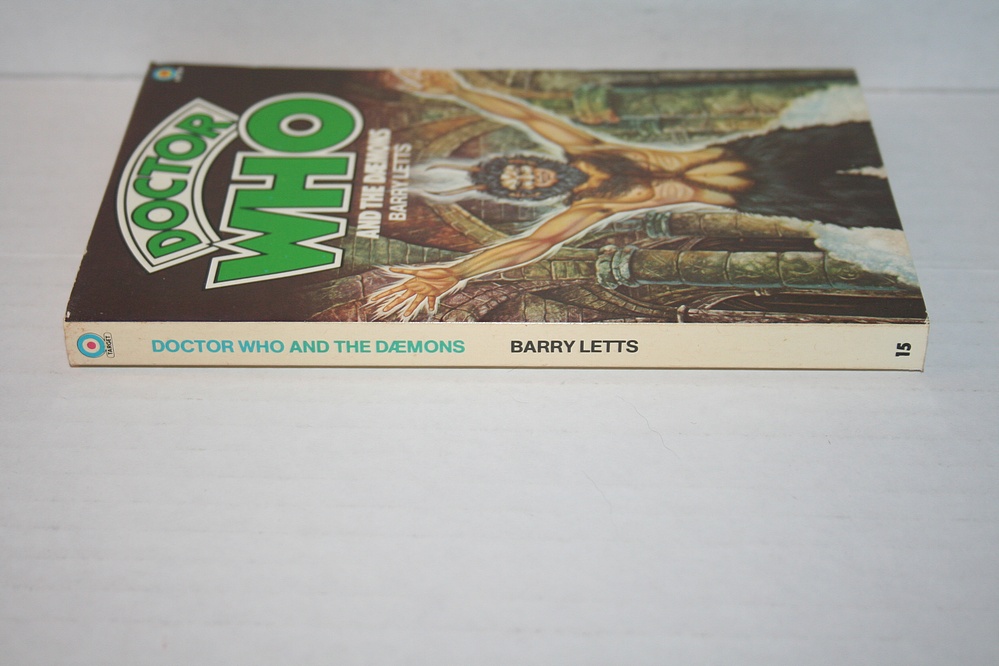 DOCTOR
WHO
AND THE DÆMONS
BARRY LETTS
TARGET
DOCTOR WHO AND THE DÆMONS BARRY LETTS 15